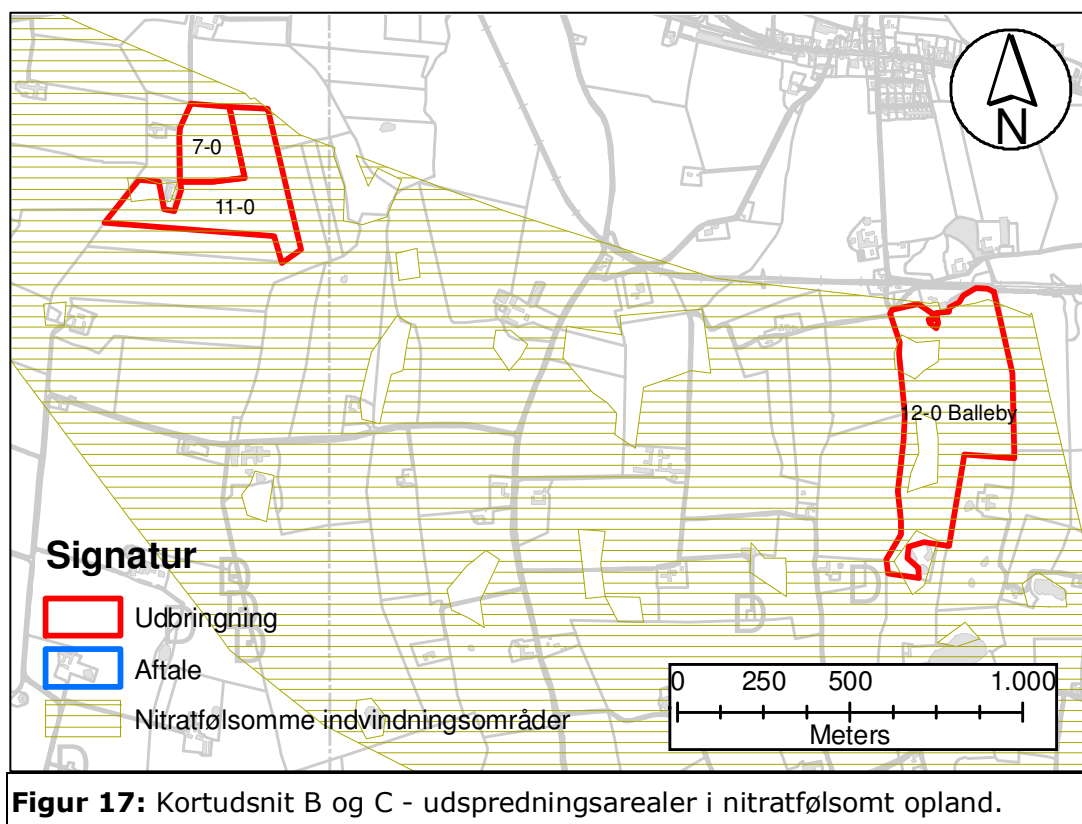 N
7-0
11-0
12-0 Balleby
Signatur
Udbringning
Aftale
Nitratfølsomme indvindningsområder
0 250 500 1.000
Meters
D
D
D
D
D
D
Figur 17: Kortudsnit B og C - udspredningsarealer i nitratfølsomt opland.